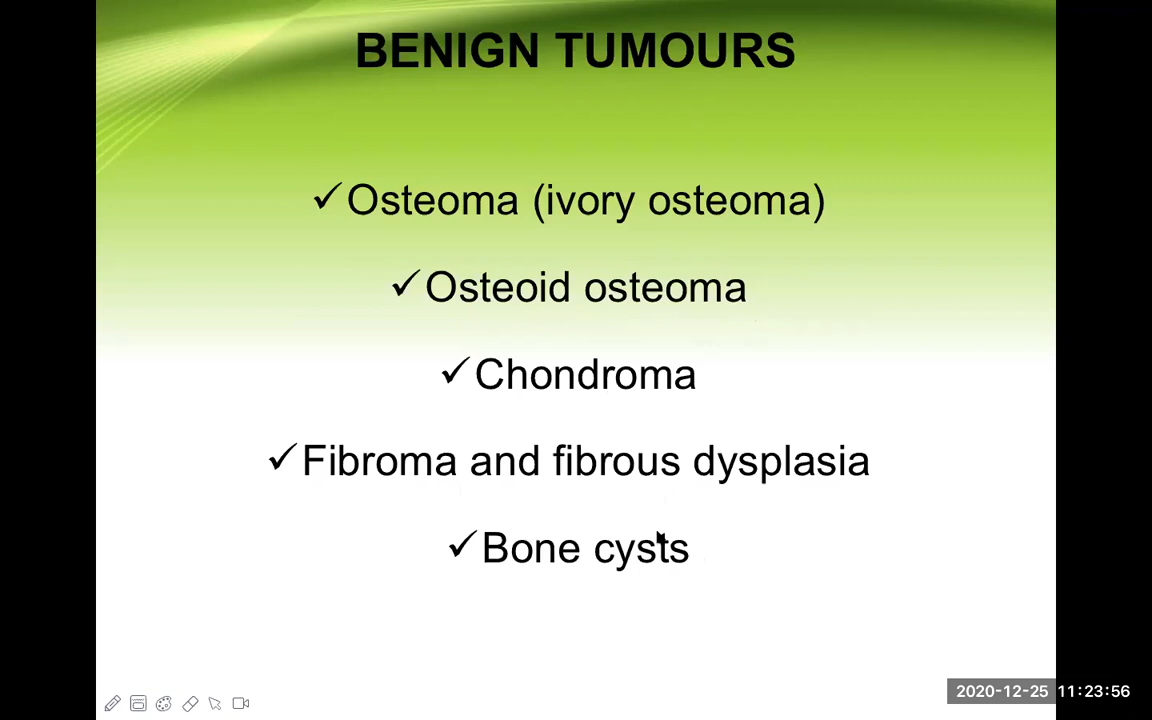 BENIGN TUMOURS
✓Osteoma (ivory osteoma)
✓Osteoid osteoma
✓Chondroma
✓Fibroma and fibrous dysplasia
✓Bone cysts
2020-12-25 11:23:56